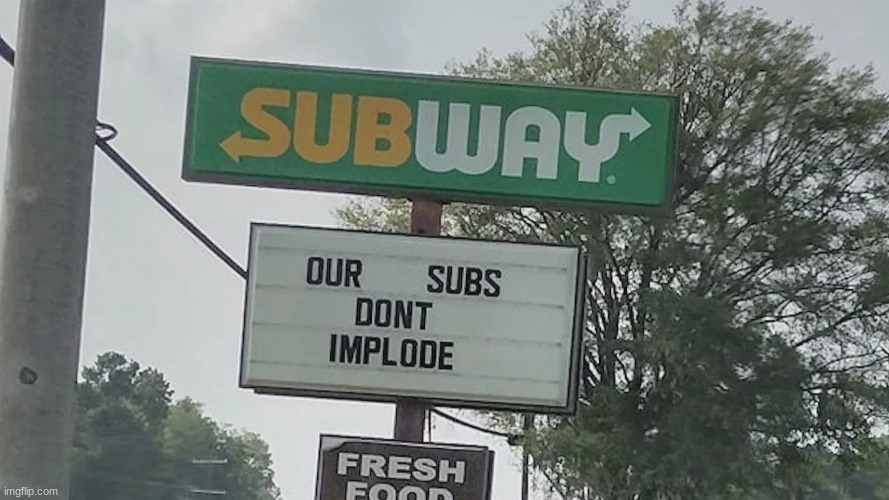 SUBWAY
OUR SUBS
DONT
IMPLODE
FRESH
FOOD
imgflip.com